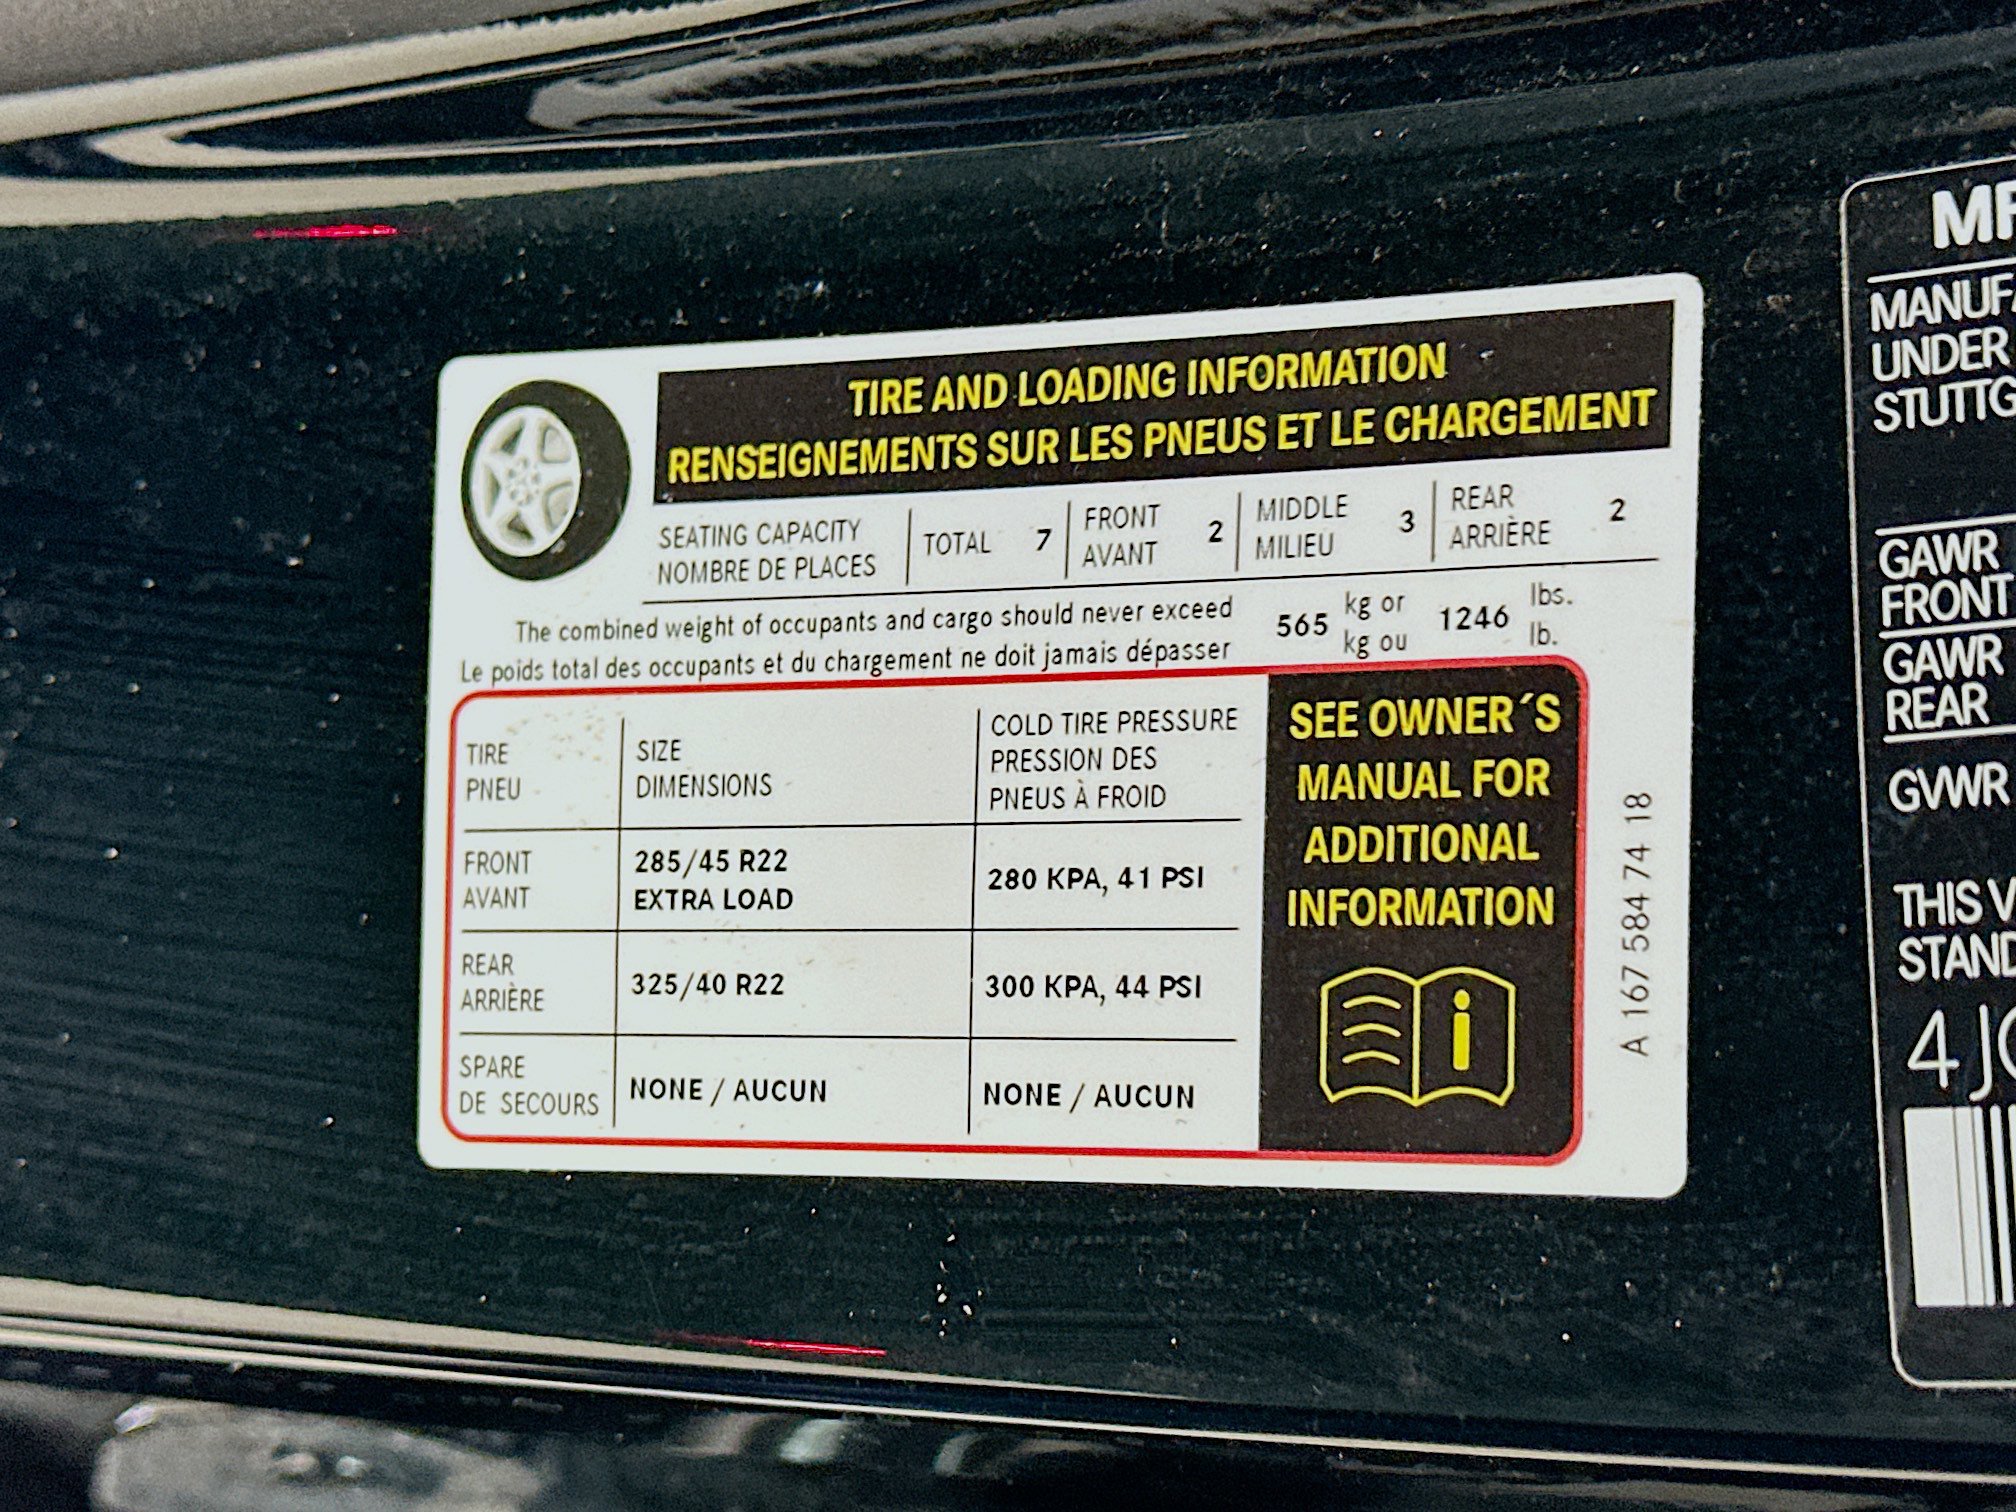 TIRE AND LOADING INFORMATION
RENSEIGNEMENTS SUR LES PNEUS ET LE CHARGEMENT
SEATING CAPACITY
NOMBRE DE PLACES
TOTAL 7
FRONT
AVANT
2
MIDDLE
MILIEU
3
REAR
ARRIÈRE
2
The combined weight of occupants and cargo should never exceed
Le poids total des occupants et du chargement ne doit jamais dépasser
565
kg or
kg ou
1246
lbs.
lb.
TIRE
PNEU
SIZE
DIMENSIONS
COLD TIRE PRESSURE
PRESSION DES
PNEUS À FROID
FRONT
AVANT
285/45 R22
EXTRA LOAD
280 KPA, 41 PSI
REAR
ARRIÈRE
325/40 R22
300 KPA, 44 PSI
SPARE
DE SECOURS
NONE / AUCUN
NONE / AUCUN
SEE OWNER´S
MANUAL FOR
ADDITIONAL
INFORMATION
A 167 584 74 18
UNDER
GAWR
FRONT
GAWR
REAR
GVWR
THIS